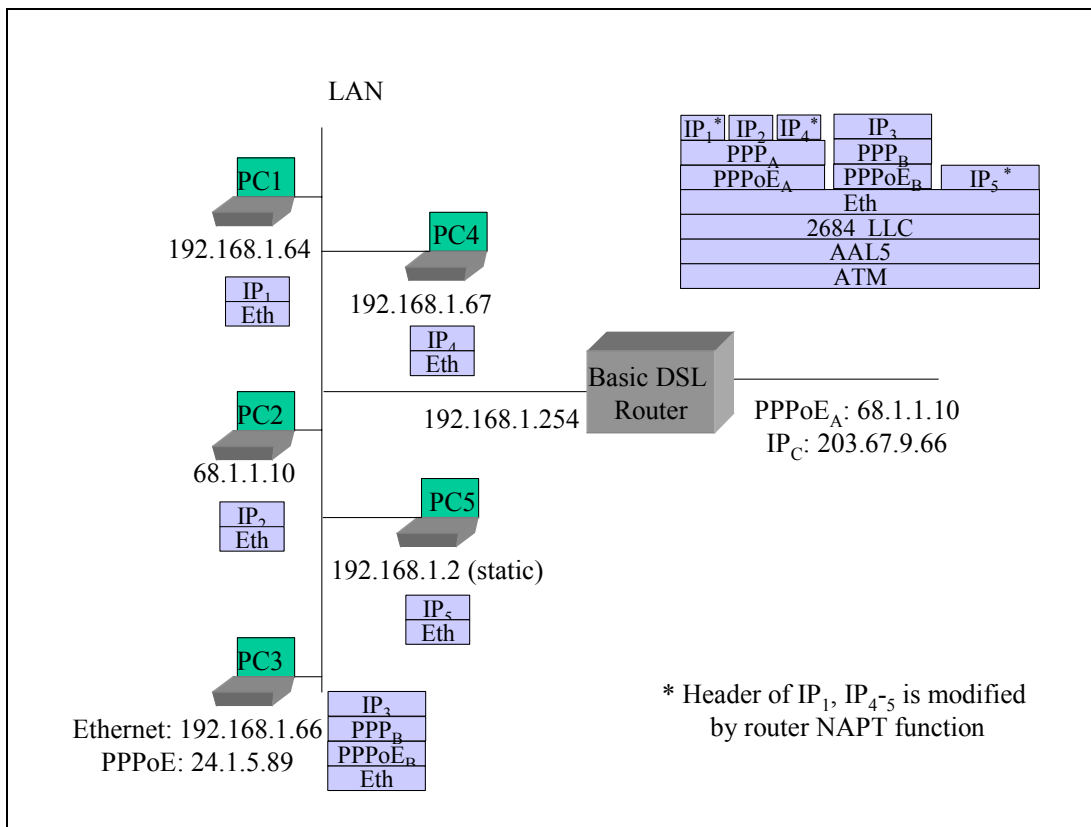 LAN
IP1* IP2 IP4* IP3
PPPA PPPB
PPPoEA PPPoEB IP5*
Eth
2684 LLC
AAL5
ATM
PC1
192.168.1.64
IP1
Eth
PC4
192.168.1.67
IP4
Eth
Basic DSL
Router
192.168.1.254
PPPoEA: 68.1.1.10
IPC: 203.67.9.66
PC2
68.1.1.10
IP2
Eth
PC5
192.168.1.2 (static)
IP5
Eth
PC3
Ethernet: 192.168.1.66
PPPoE: 24.1.5.89
IP3
PPPB
PPPoEB
Eth
* Header of IP1, IP4-5 is modified
by router NAPT function